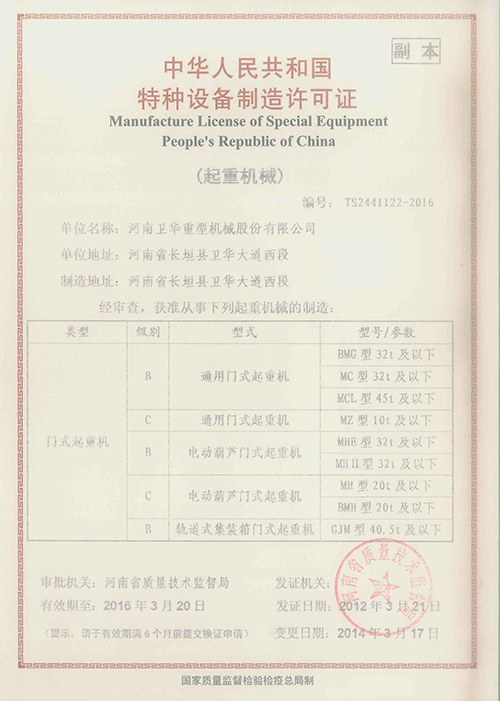 副 本
中华人民共和国
特种设备制造许可证
Manufacture License of Special Equipment
People's Republic of China
(起重机械)
编号: TS2441122-2016
单位名称: 河南卫华重型机械股份有限公司
单位地址: 河南省长垣县卫华大道西段
制造地址: 河南省长垣县卫华大道西段
经审查, 获准从事下列起重机械的制造:
类型 级别 型式 型号/参数
门式起重机 B 通用门式起重机 BMG 型 32t 及以下
MC 型 32t 及以下
MCL 型 45t 及以下
C 通用门式起重机 MZ 型 10t 及以下
B 电动葫芦门式起重机 MHE 型 32t 及以下
MHⅡ型 32t 及以下
C 电动葫芦门式起重机 MH 型 20t 及以下
BMH 型 20t 及以下
B 轨道式集装箱门式起重机 GJM 型 40.5t 及以下
审批机关: 河南省质量技术监督局 发证机关:
有效期至: 2016 年 3 月 20 日 发证日期: 2012 年 3 月 21 日
(提示: 请于有效期满 6 个月前提交换证申请) 变更日期: 2014 年 3 月 17 日
河南省质量技术监督局
国家质量监督检验检疫总局制